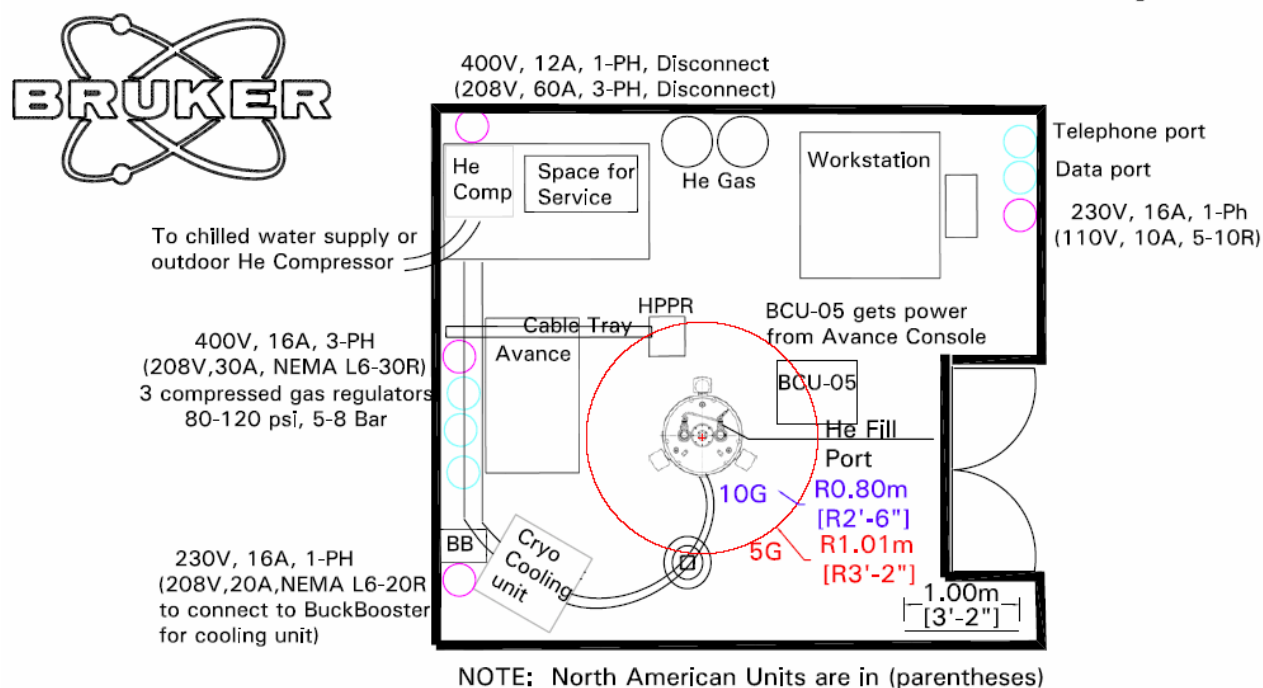 BRUKER
400V, 12A, 1-PH, Disconnect
(208V, 60A, 3-PH, Disconnect)
He
Comp
Space for
Service
He Gas
Workstation
Telephone port
Data port
230V, 16A, 1-Ph
(110V, 10A, 5-10R)
To chilled water supply or
outdoor He Compressor
HPPR
Cable Tray
Avance
BCU-05 gets power
from Avance Console
BCU-05
400V, 16A, 3-PH
(208V,30A, NEMA L6-30R)
3 compressed gas regulators
80-120 psi, 5-8 Bar
He Fill
Port
10G
R0.80m
[R2'-6"]
5G
R1.01m
[R3'-2"]
BB
Cryo
Cooling
unit
230V, 16A, 1-PH
(208V,20A,NEMA L6-20R
to connect to BuckBooster
for cooling unit)
1.00m
[3'-2"]
NOTE: North American Units are in (parentheses)